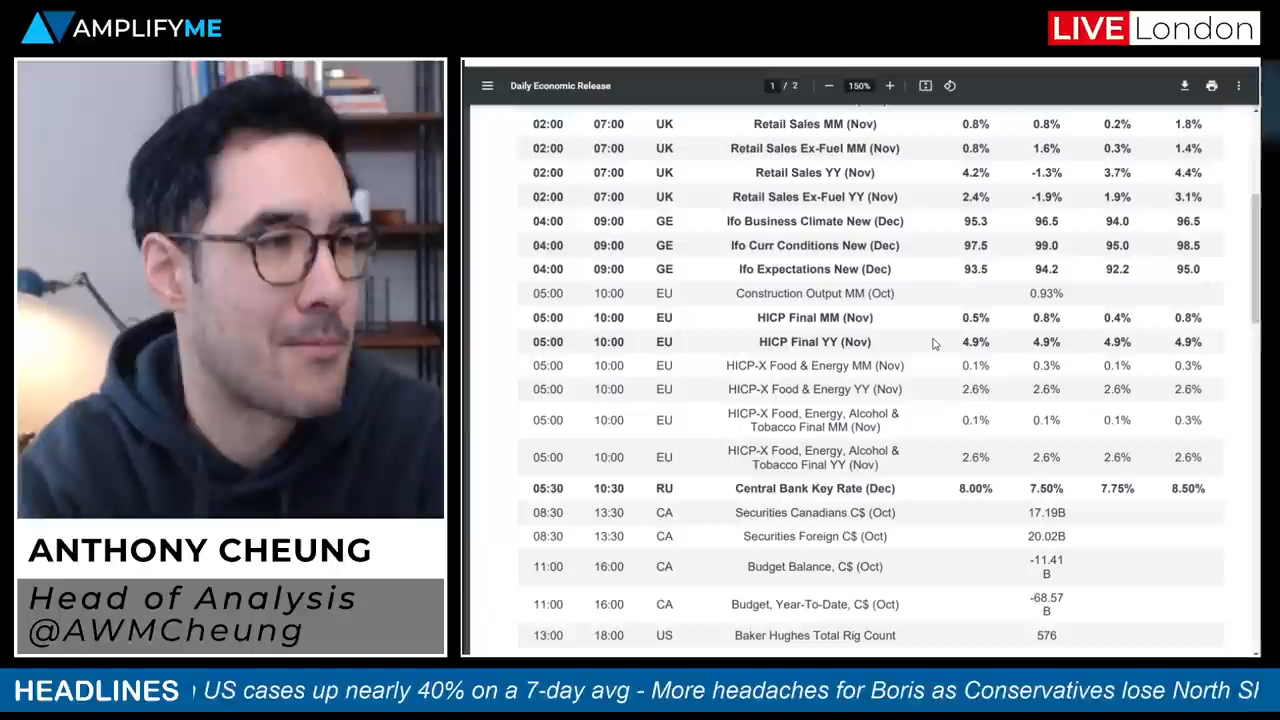 AMPLIFYME
LIVE London
Daily Economic Release
1 / 2
150%
02:00 07:00 UK Retail Sales MM (Nov) 0.8% 0.8% 0.2% 1.8%
02:00 07:00 UK Retail Sales Ex-Fuel MM (Nov) 0.8% 1.6% 0.3% 1.4%
02:00 07:00 UK Retail Sales YY (Nov) 4.2% -1.3% 3.7% 4.4%
02:00 07:00 UK Retail Sales Ex-Fuel YY (Nov) 2.4% -1.9% 1.9% 3.1%
04:00 09:00 GE Ifo Business Climate New (Dec) 95.3 96.5 94.0 96.5
04:00 09:00 GE Ifo Curr Conditions New (Dec) 97.5 99.0 95.0 98.5
04:00 09:00 GE Ifo Expectations New (Dec) 93.5 94.2 92.2 95.0
05:00 10:00 EU Construction Output MM (Oct) 0.93%
05:00 10:00 EU HICP Final MM (Nov) 0.5% 0.8% 0.4% 0.8%
05:00 10:00 EU HICP Final YY (Nov) 4.9% 4.9% 4.9% 4.9%
05:00 10:00 EU HICP-X Food & Energy MM (Nov) 0.1% 0.3% 0.1% 0.3%
05:00 10:00 EU HICP-X Food & Energy YY (Nov) 2.6% 2.6% 2.6% 2.6%
05:00 10:00 EU HICP-X Food, Energy, Alcohol &
Tobacco Final MM (Nov) 0.1% 0.1% 0.1% 0.3%
05:00 10:00 EU HICP-X Food, Energy, Alcohol &
Tobacco Final YY (Nov) 2.6% 2.6% 2.6% 2.6%
05:30 10:30 RU Central Bank Key Rate (Dec) 8.00% 7.50% 7.75% 8.50%
08:30 13:30 CA Securities Canadians C$ (Oct) 17.19B
08:30 13:30 CA Securities Foreign C$ (Oct) 20.02B
11:00 16:00 CA Budget Balance, C$ (Oct) -11.41
B
11:00 16:00 CA Budget, Year-To-Date, C$ (Oct) -68.57
B
13:00 18:00 US Baker Hughes Total Rig Count 576
ANTHONY CHEUNG
Head of Analysis
@AWMCheung
HEADLINES US cases up nearly 40% on a 7-day avg - More headaches for Boris as Conservatives lose North SI